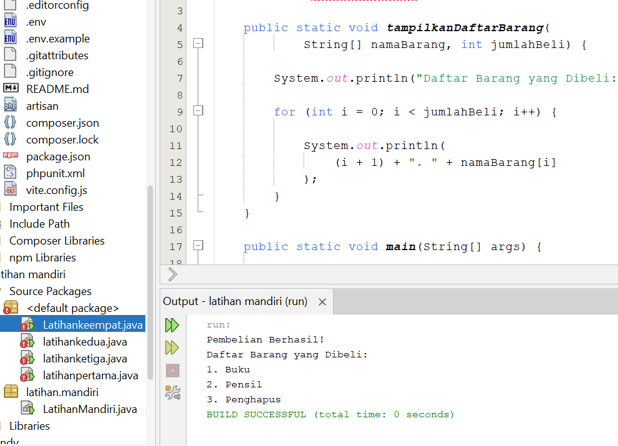 .editorconfig
.env
.env.example
.gitattributes
.gitignore
README.md
artisan
composer.json
composer.lock
package.json
phpunit.xml
vite.config.js
Important Files
Include Path
Composer Libraries
npm Libraries
tihan mandiri
Source Packages
<default package>
Latihankeempat.java
latihankedua.java
latihanketiga.java
latihanpertama.java
latihan.mandiri
LatihanMandiri.java
Libraries
3
4 public static void tampilkanDaftarBarang(
5 String[] namaBarang, int jumlahBeli) {
6
7 System.out.println("Daftar Barang yang Dibeli:
8
9 for (int i = 0; i < jumlahBeli; i++) {
10
11 System.out.println(
12 (i + 1) + ". " + namaBarang[i]
13 );
14 }
15 }
16
17 public static void main(String[] args) {
18
Output - latihan mandiri (run)
run:
Pembelian Berhasil!
Daftar Barang yang Dibeli:
1. Buku
2. Pensil
3. Penghapus
BUILD SUCCESSFUL (total time: 0 seconds)